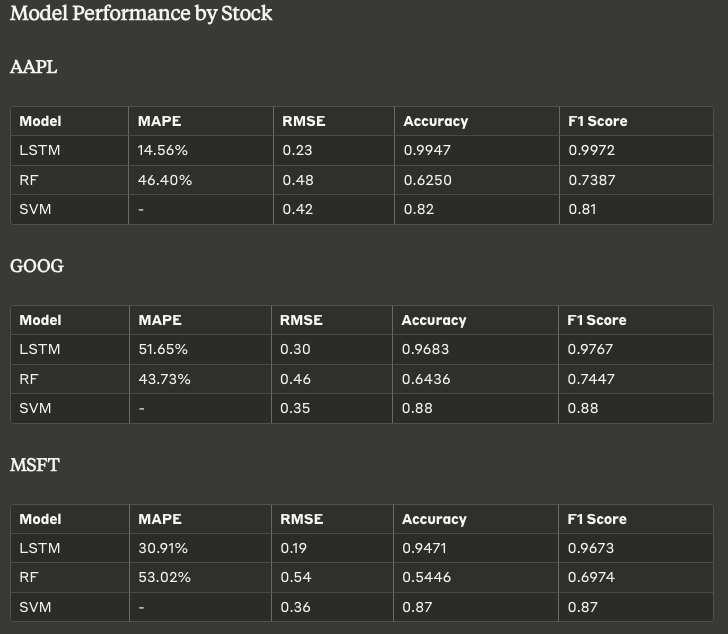 Model Performance by Stock
AAPL
Model MAPE RMSE Accuracy F1 Score
LSTM 14.56% 0.23 0.9947 0.9972
RF 46.40% 0.48 0.6250 0.7387
SVM - 0.42 0.82 0.81
GOOG
Model MAPE RMSE Accuracy F1 Score
LSTM 51.65% 0.30 0.9683 0.9767
RF 43.73% 0.46 0.6436 0.7447
SVM - 0.35 0.88 0.88
MSFT
Model MAPE RMSE Accuracy F1 Score
LSTM 30.91% 0.19 0.9471 0.9673
RF 53.02% 0.54 0.5446 0.6974
SVM - 0.36 0.87 0.87